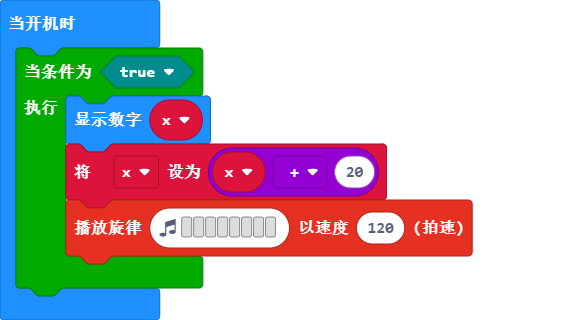 当开机时
当条件为 true
执行
显示数字 x
将 x 设为 x + 20
播放旋律 以速度 120 (拍速)